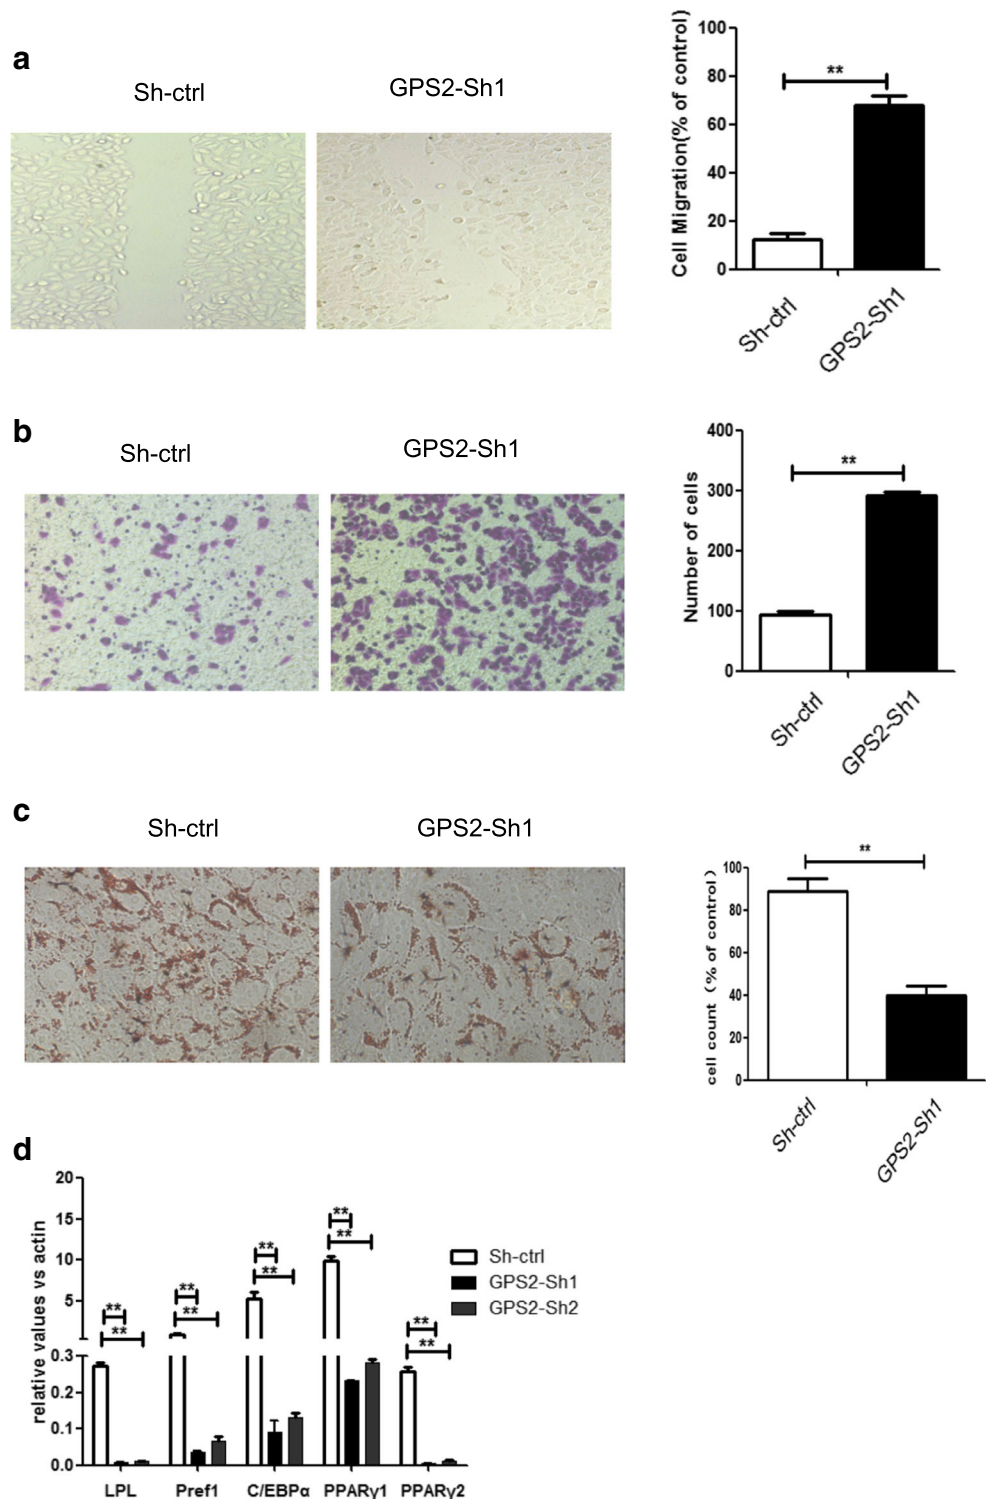 a
Sh-ctrl
GPS2-Sh1
Cell Migration(% of control)
100
80
60
40
20
0
**
Sh-ctrl
GPS2-Sh1
b
Sh-ctrl
GPS2-Sh1
Number of cells
400
300
200
100
0
**
Sh-ctrl
GPS2-Sh1
c
Sh-ctrl
GPS2-Sh1
cell count (% of control)
100
80
60
40
20
0
**
Sh-ctrl
GPS2-Sh1
d
relative values vs actin
20
15
10
5
0.3
0.2
0.1
0.0
**
**
**
**
**
**
**
**
**
**
Sh-ctrl
GPS2-Sh1
GPS2-Sh2
LPL Pref1 C/EBPα PPARγ1 PPARγ2